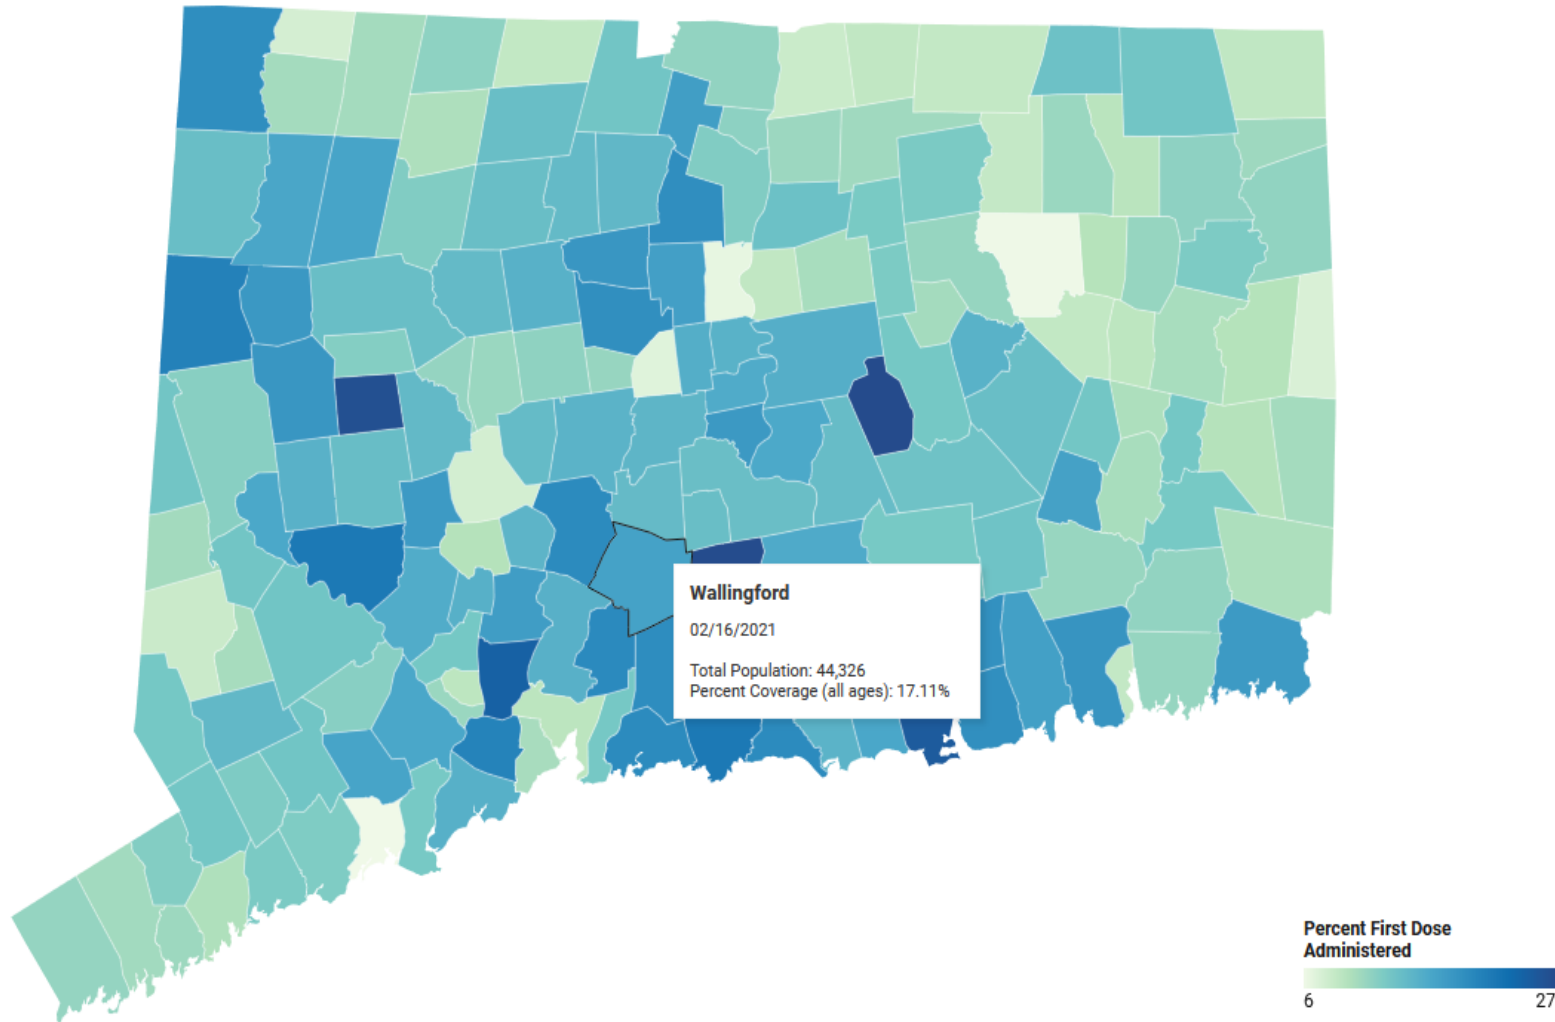 Wallingford
02/16/2021
Total Population: 44,326
Percent Coverage (all ages): 17.11%
Percent First Dose
Administered
6 27